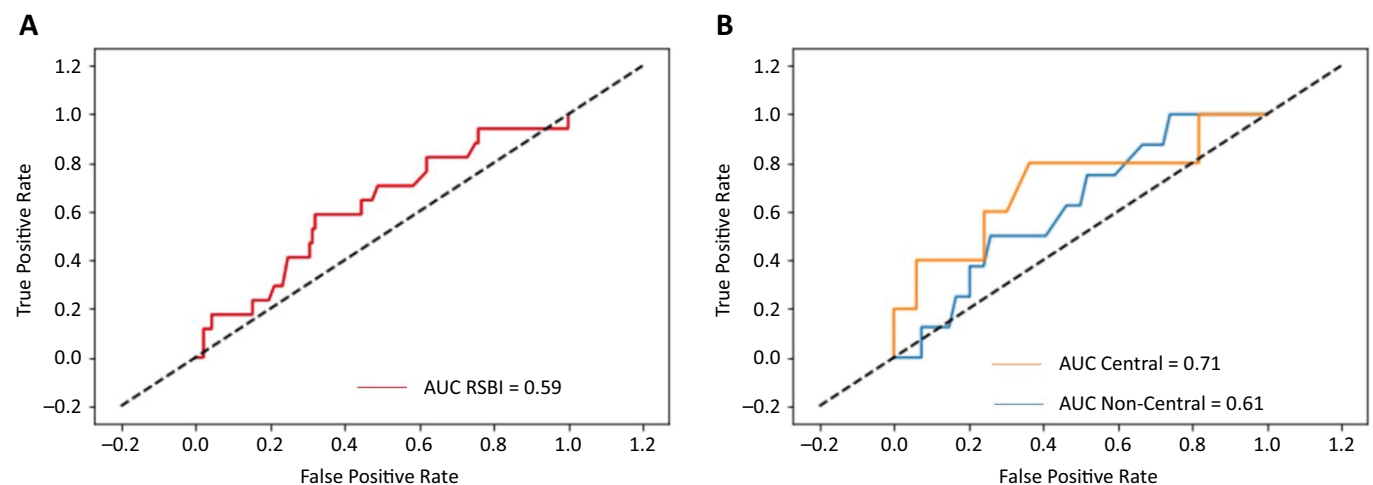 A
1.2
1.0
0.8
0.6
0.4
0.2
0.0
–0.2
True Positive Rate
AUC RSBI = 0.59
–0.2 0.0 0.2 0.4 0.6 0.8 1.0 1.2
False Positive Rate
B
1.2
1.0
0.8
0.6
0.4
0.2
0.0
–0.2
True Positive Rate
AUC Central = 0.71
AUC Non-Central = 0.61
–0.2 0.0 0.2 0.4 0.6 0.8 1.0 1.2
False Positive Rate